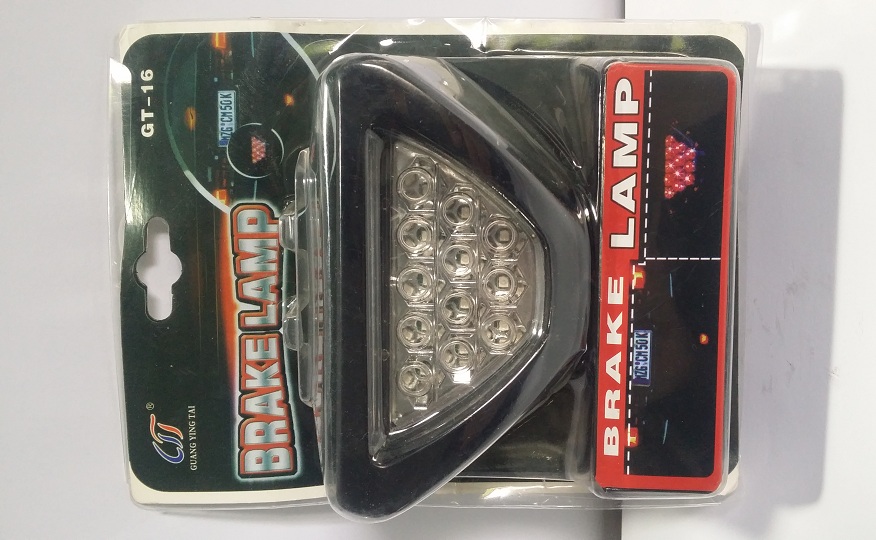 GT-16
®
GUANG YING TAI
BRAKE LAMP
BRAKE LAMP